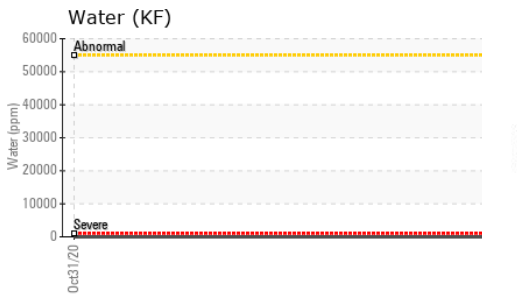 Water (KF)
60000
Abnormal
50000
40000
30000
20000
10000
Severe
0
Water (ppm)
Oct31/20